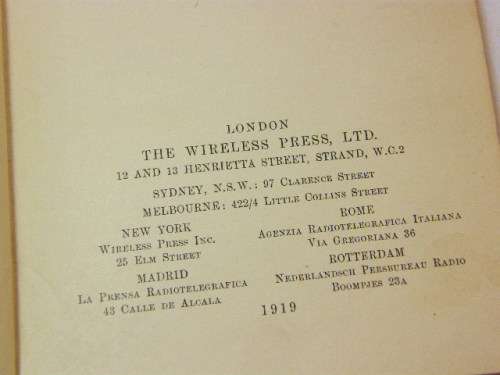 LONDON
THE WIRELESS PRESS, LTD.
12 AND 13 HENRIETTA STREET, STRAND, W.C.2
SYDNEY, N.S.W.: 97 CLARENCE STREET
MELBOURNE: 422/4 LITTLE COLLINS STREET
NEW YORK
WIRELESS PRESS INC.
25 ELM STREET
ROME
AGENZIA RADIOTELEGRAFICA ITALIANA
VIA GREGORIANA 36
MADRID
LA PRENSA RADIOTELEGRAFICA
43 CALLE DE ALCALA
ROTTERDAM
NEDERLANDSCH PERSBUREAU RADIO
BOOMPJES 23A
1919